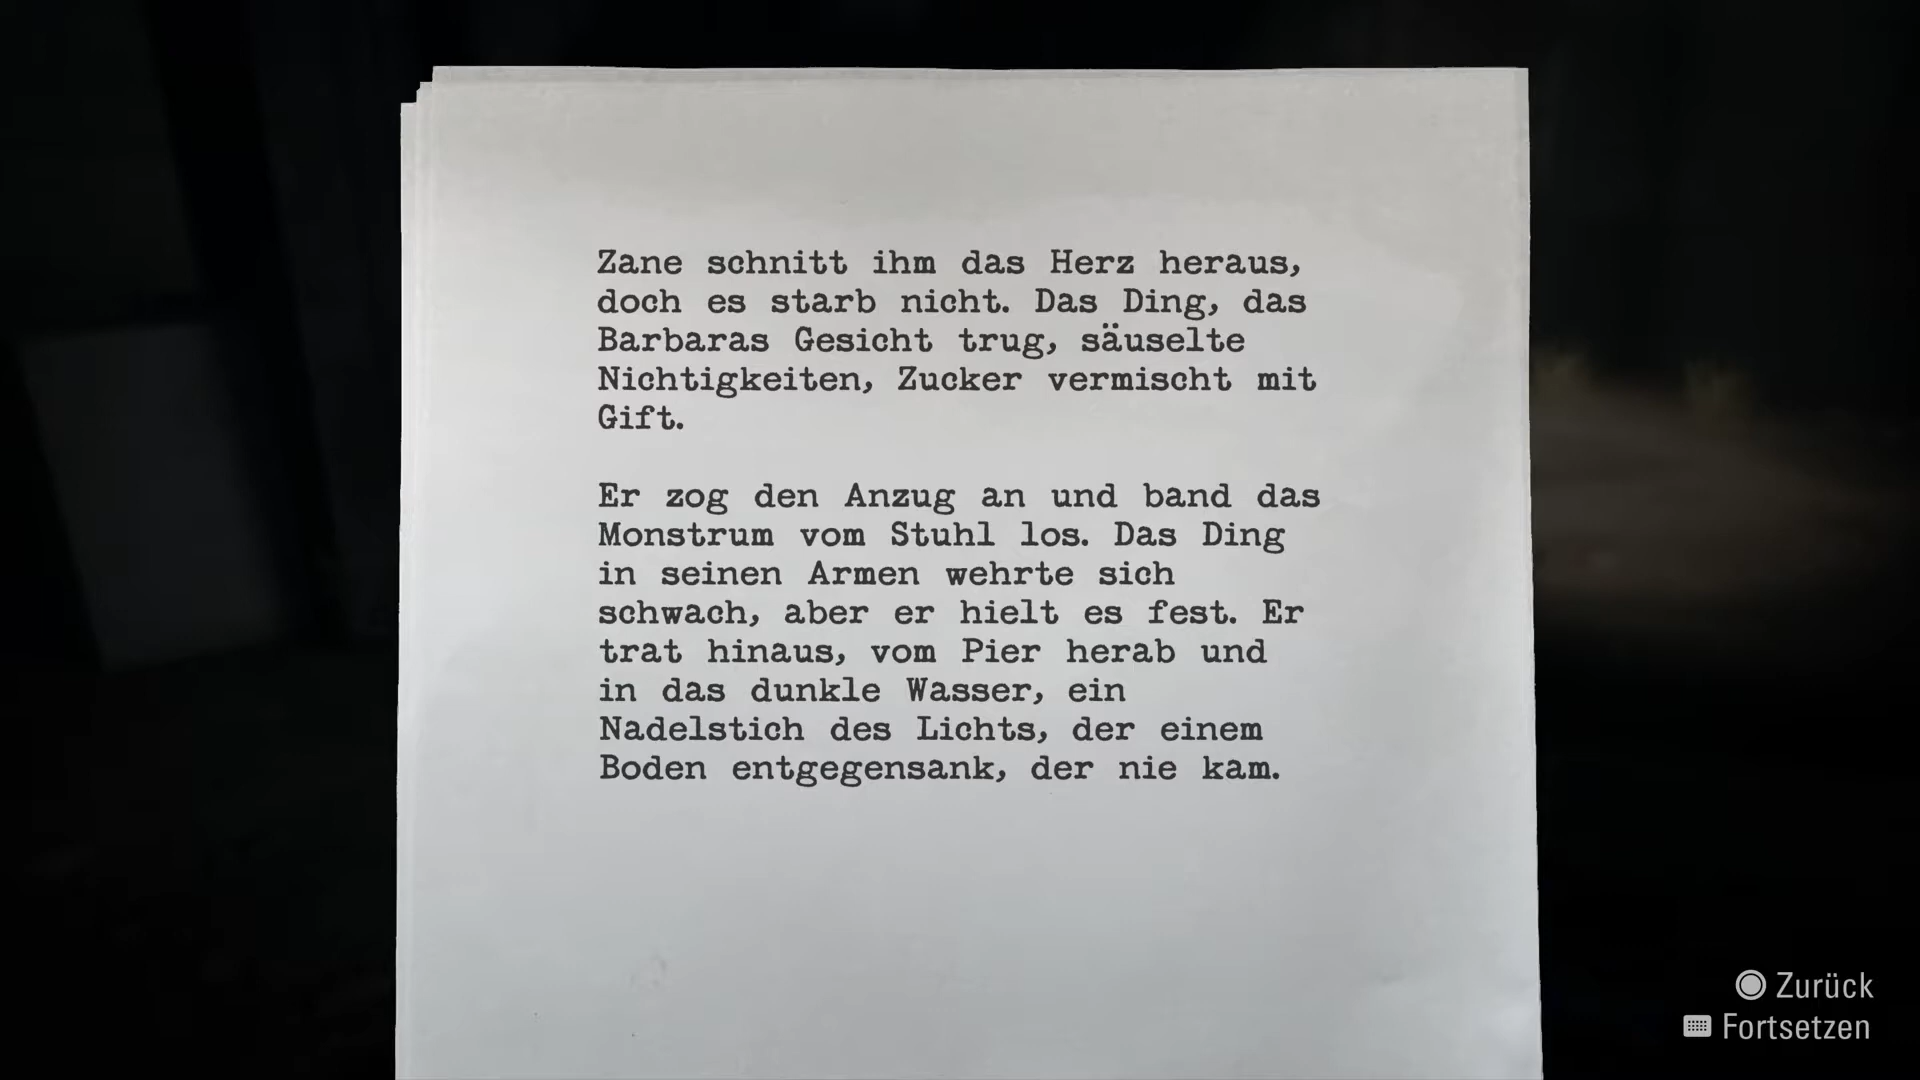 Zane schnitt ihm das Herz heraus,
doch es starb nicht. Das Ding, das
Barbaras Gesicht trug, säuselte
Nichtigkeiten, Zucker vermischt mit
Gift.
Er zog den Anzug an und band das
Monstrum vom Stuhl los. Das Ding
in seinen Armen wehrte sich
schwach, aber er hielt es fest. Er
trat hinaus, vom Pier herab und
in das dunkle Wasser, ein
Nadelstich des Lichts, der einem
Boden entgegensank, der nie kam.
Zurück
Fortsetzen